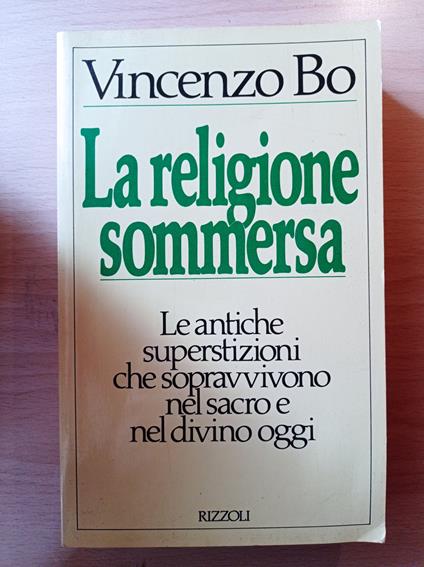 Vincenzo Bo
La religione
sommersa
Le antiche
superstizioni
che sopravvivono
nel sacro e
nel divino oggi
RIZZOLI